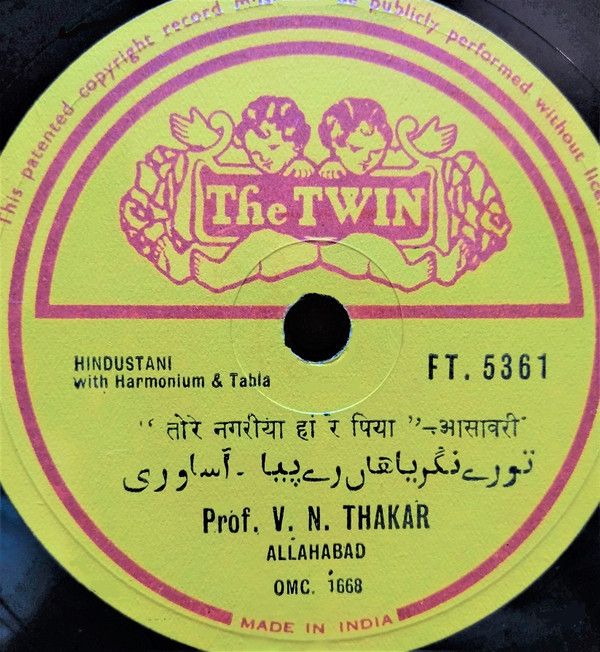 This patented copyright record be publicly performed without
The TWIN
HINDUSTANI
with Harmonium & Tabla
FT. 5361
“ तोरे नगरीया हां र पिया ”-आसावरी
تورے نگریا ھاں رے پیا - آساوری
Prof. V. N. THAKAR
ALLAHABAD
OMC. 1668
MADE IN INDIA